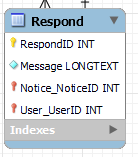 Respond
RespondID INT
Message LONGTEXT
Notice_NoticeID INT
User_UserID INT
Indexes